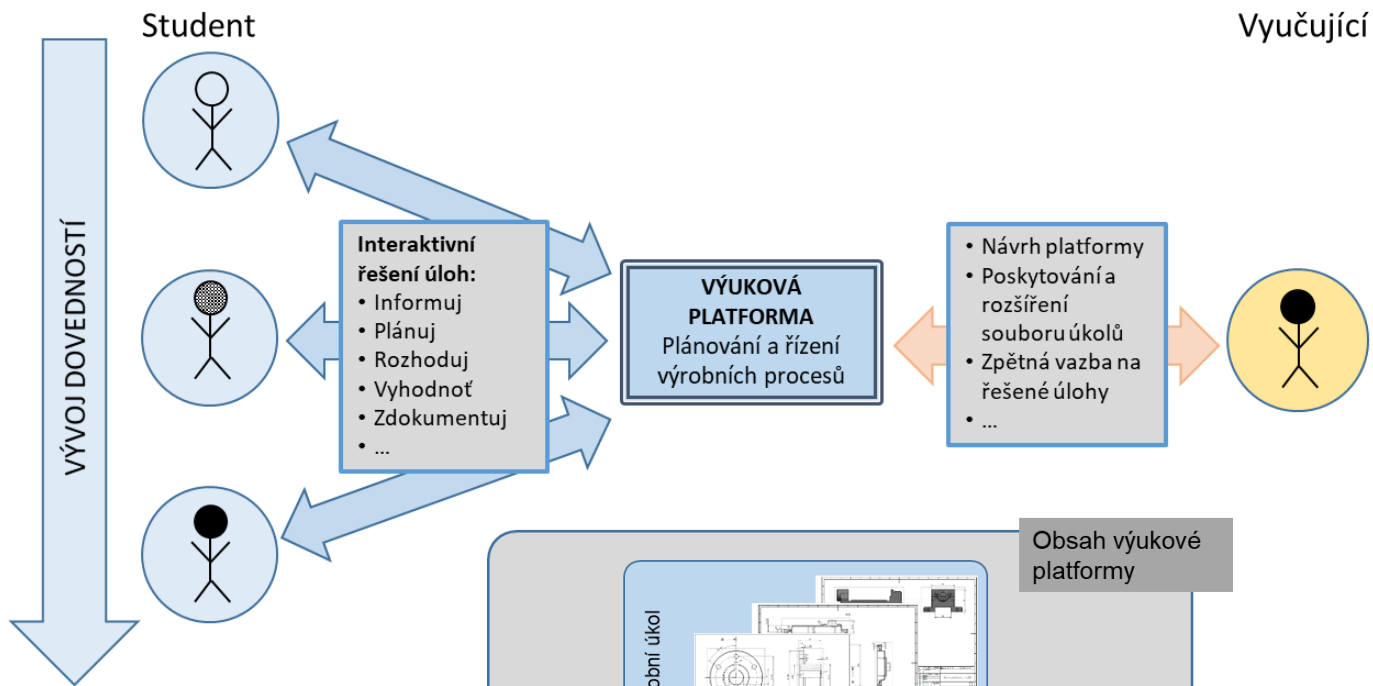 Student
Vyučující
VÝVOJ DOVEDNOSTÍ
Interaktivní
řešení úloh:
• Informuj
• Plánuj
• Rozhoduj
• Vyhodnoť
• Zdokumentuj
• ...
VÝUKOVÁ
PLATFORMA
Plánování a řízení
výrobních procesů
• Návrh platformy
• Poskytování a
rozšíření
souboru úkolů
• Zpětná vazba na
řešené úlohy
• ...
Obsah výukové
platformy
úkol